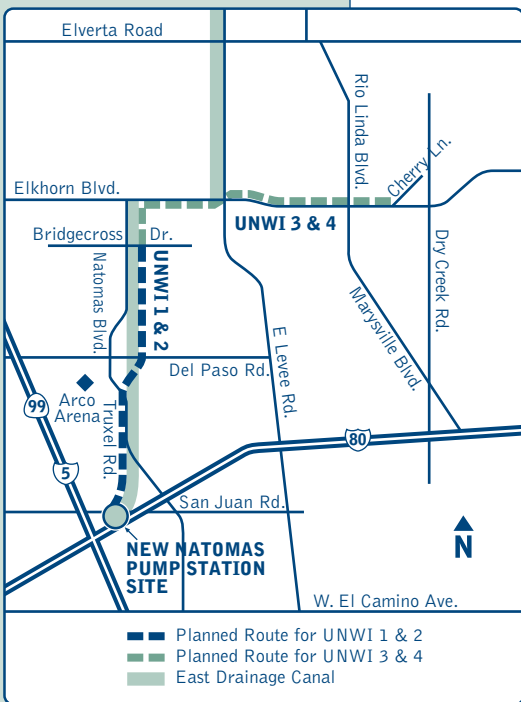 Elverta Road
Rio Linda Blvd.
Cherry Ln.
Elkhorn Blvd.
UNWI 3 & 4
Bridgecross Dr.
UNWI 1 & 2
Natomas Blvd.
Dry Creek Rd.
Marysville Blvd.
E Levee Rd.
Del Paso Rd.
Arco
Arena
Truxel Rd.
99
5
80
San Juan Rd.
NEW NATOMAS
PUMP STATION
SITE
N
W. El Camino Ave.
Planned Route for UNWI 1 & 2
Planned Route for UNWI 3 & 4
East Drainage Canal